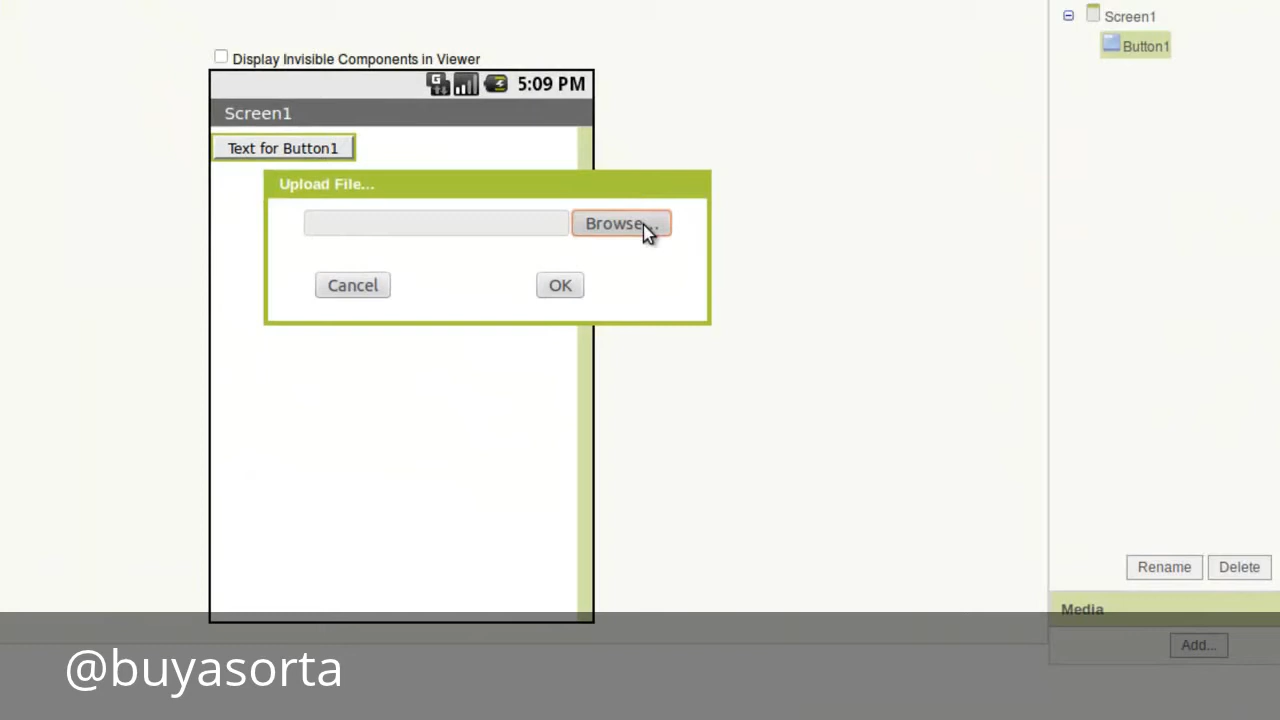 Screen1
Button1
Display Invisible Components in Viewer
5:09 PM
Screen1
Text for Button1
Upload File...
Browse...
Cancel
OK
Rename
Delete
Media
Add...
@buyasorta